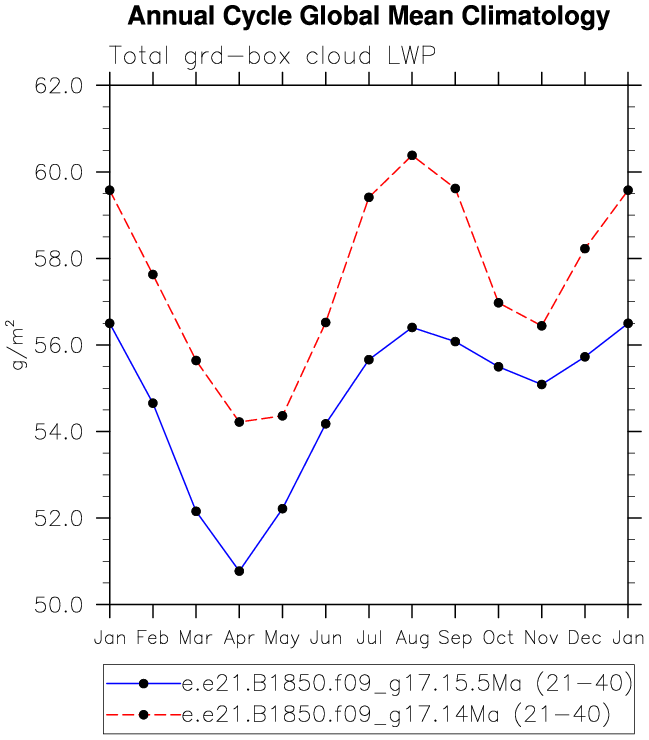 Annual Cycle Global Mean Climatology
Total grd-box cloud LWP
62.0
60.0
58.0
56.0
54.0
52.0
50.0
g/m²
Jan Feb Mar Apr May Jun Jul Aug Sep Oct Nov Dec Jan
e.e21.B1850.f09_g17.15.5Ma (21-40)
e.e21.B1850.f09_g17.14Ma (21-40)